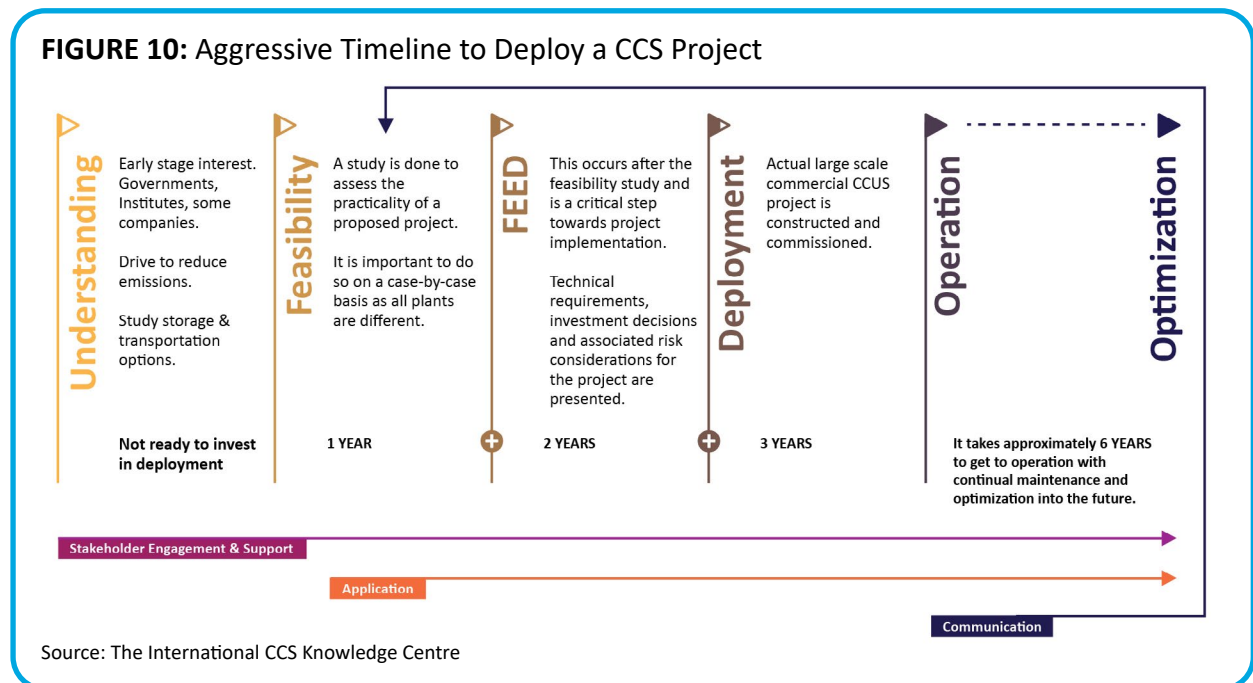 FIGURE 10: Aggressive Timeline to Deploy a CCS Project
Understanding
Early stage interest.
Governments,
Institutes, some
companies.
Drive to reduce
emissions.
Study storage &
transportation
options.
Not ready to invest
in deployment
Feasibility
A study is done to
assess the
practicality of a
proposed project.
It is important to do
so on a case-by-case
basis as all plants
are different.
1 YEAR
+
FEED
This occurs after the
feasibility study and
is a critical step
towards project
implementation.
Technical
requirements,
investment decisions
and associated risk
considerations for
the project are
presented.
2 YEARS
+
Deployment
Actual large scale
commercial CCUS
project is
constructed and
commissioned.
3 YEARS
Operation
Optimization
It takes approximately 6 YEARS
to get to operation with
continual maintenance and
optimization into the future.
Stakeholder Engagement & Support
Application
Communication
Source: The International CCS Knowledge Centre